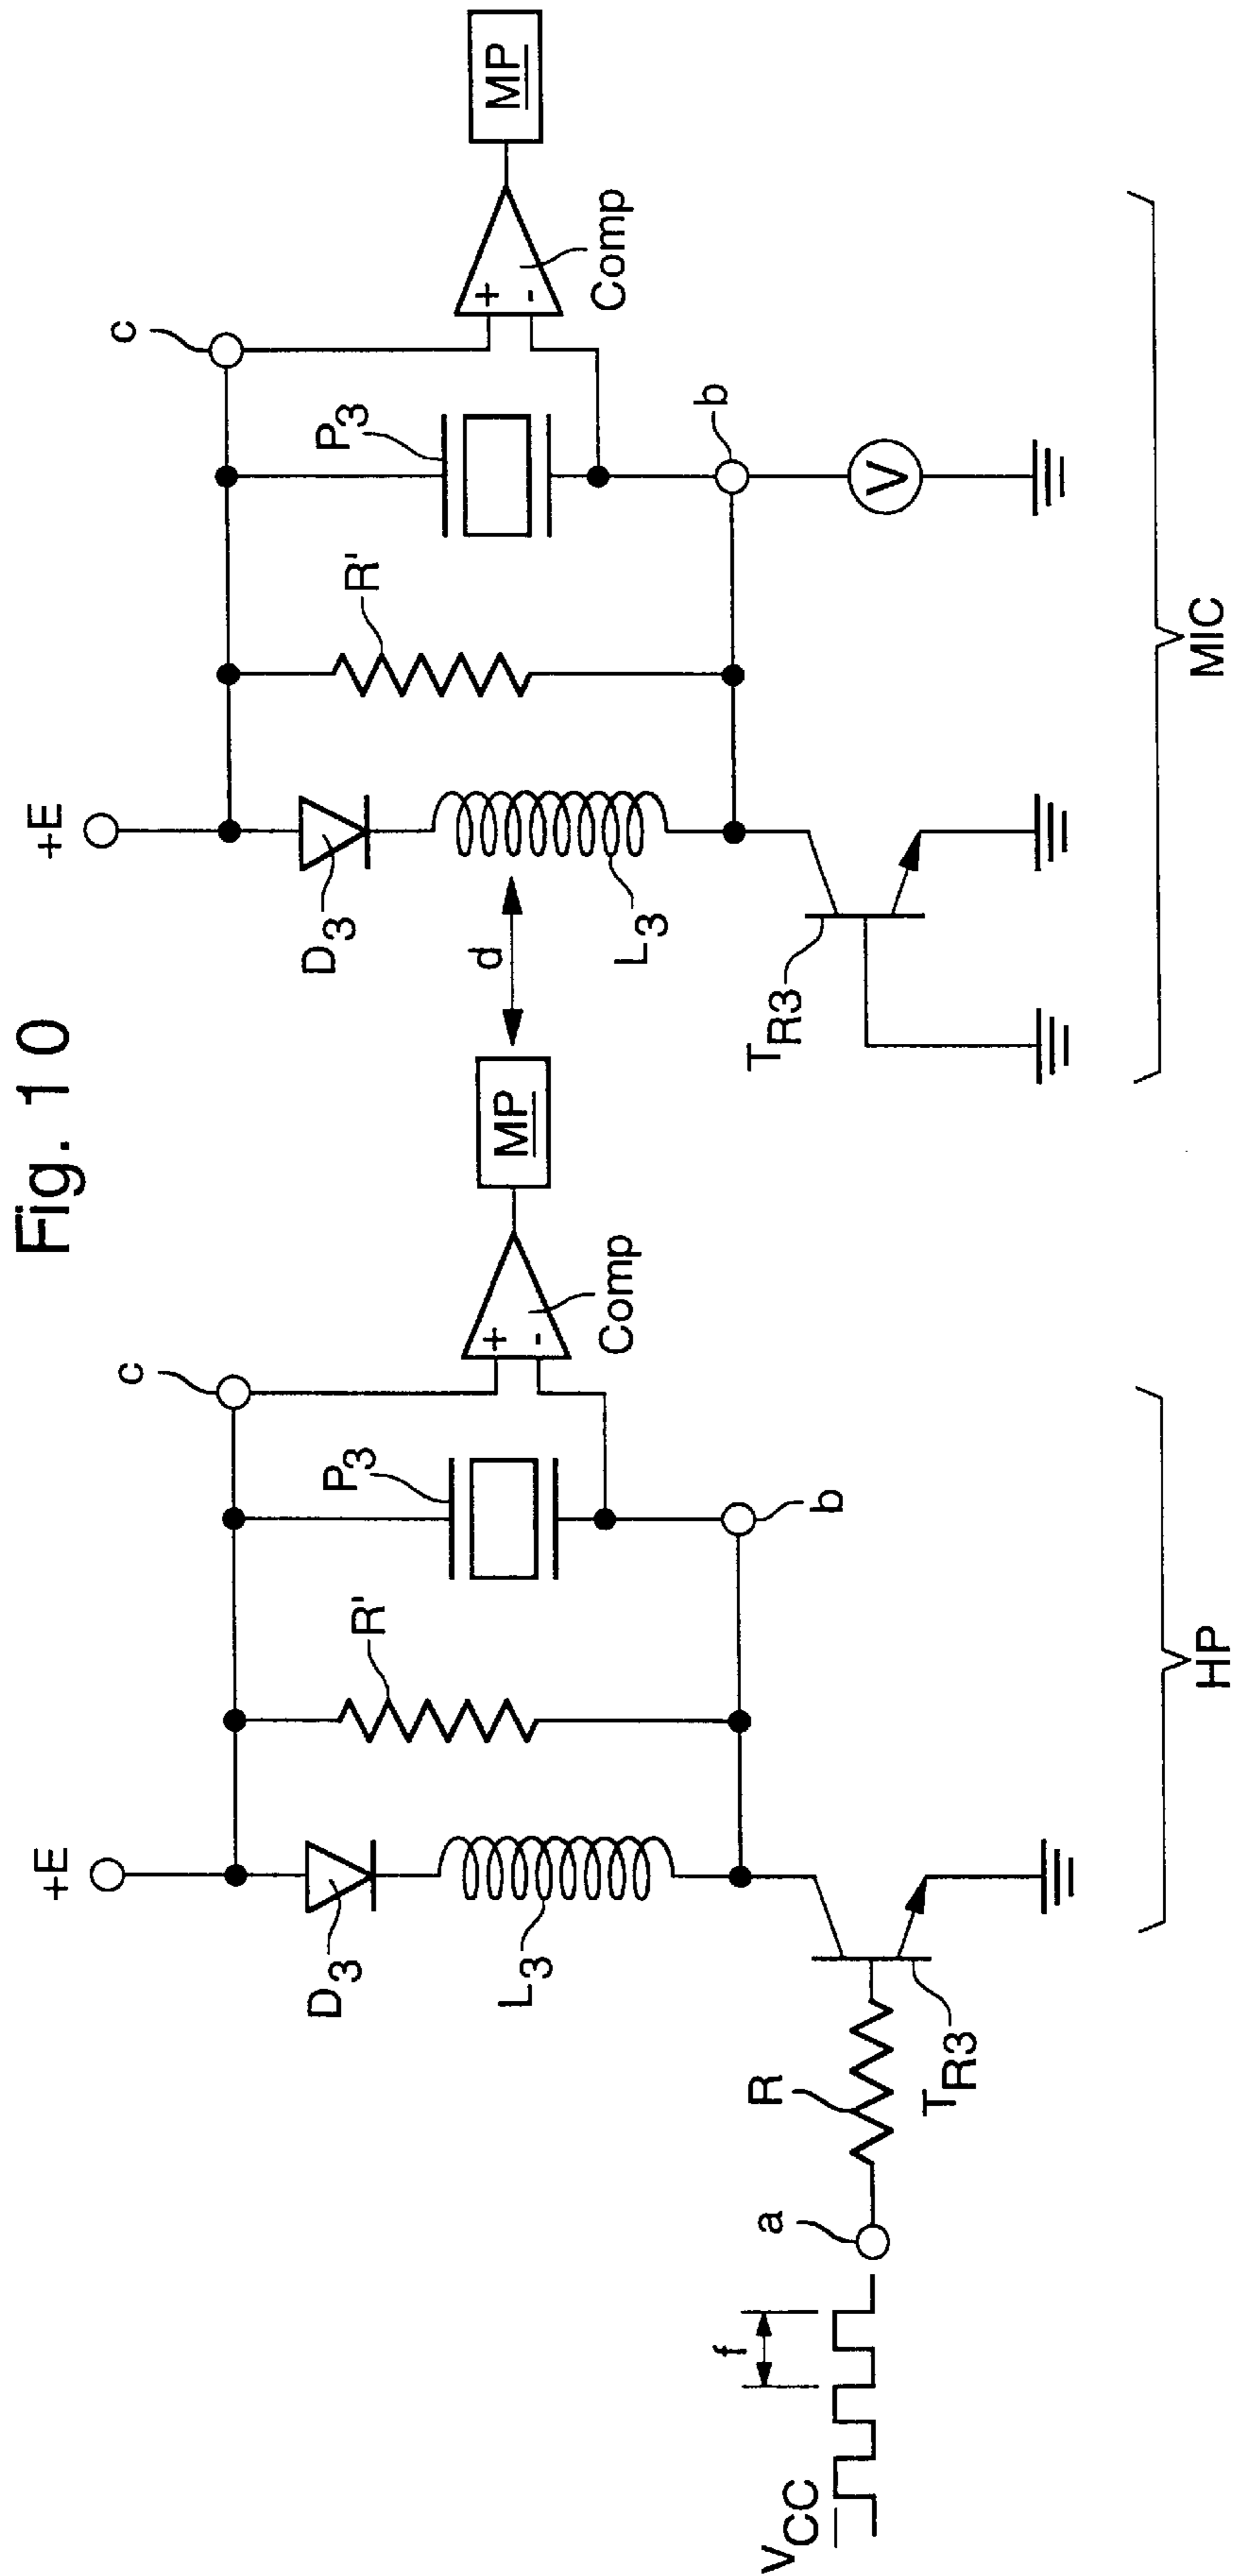 Fig. 10
+E
D3
L3
R'
P3
c
+
-
Comp
MP
b
TR3
R
a
f
VCC
HP
d
+E
D3
L3
R'
P3
c
+
-
Comp
MP
b
V
TR3
MIC